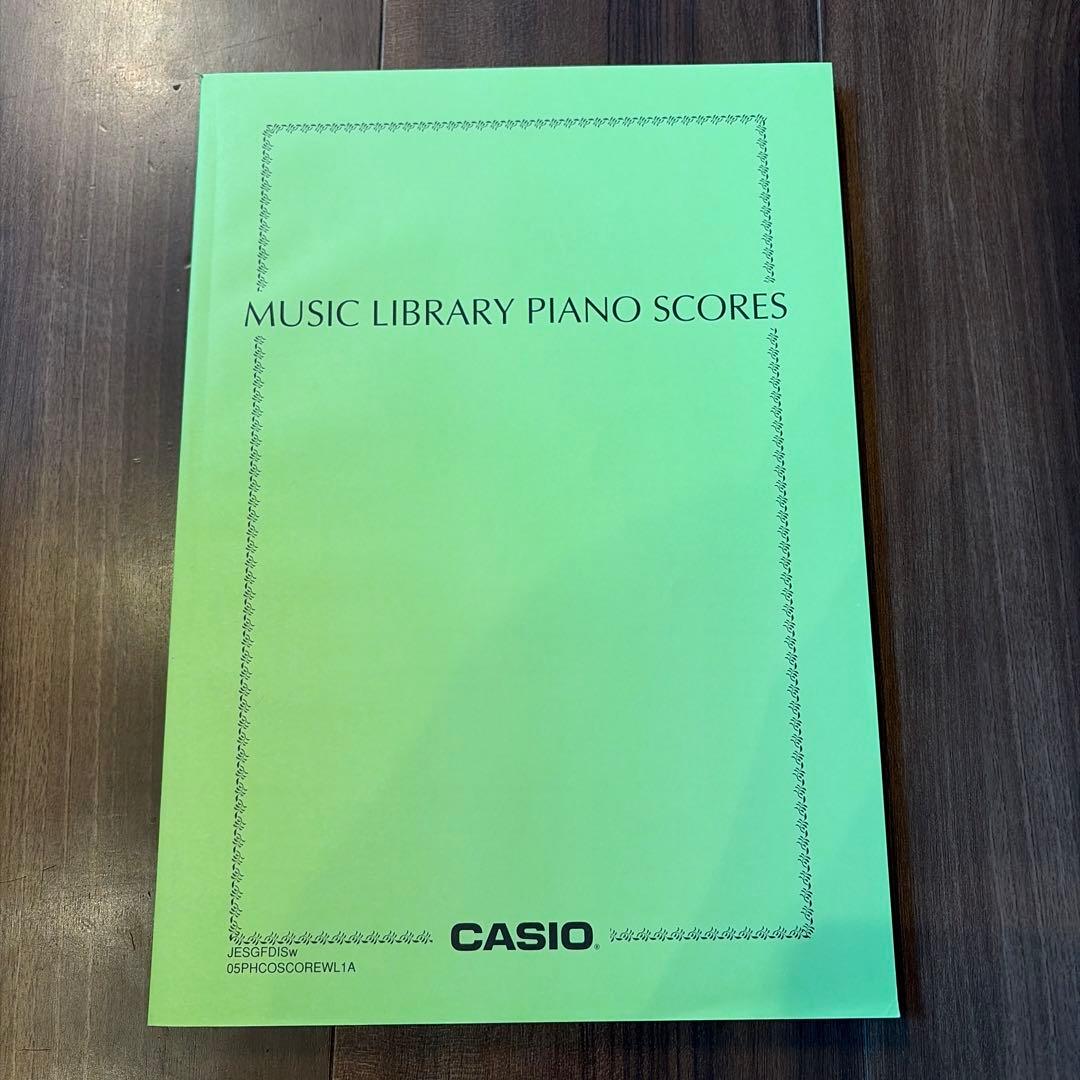 MUSIC LIBRARY PIANO SCORES
CASIO®
JESGFDISw
05PHCOSCOREWL1A